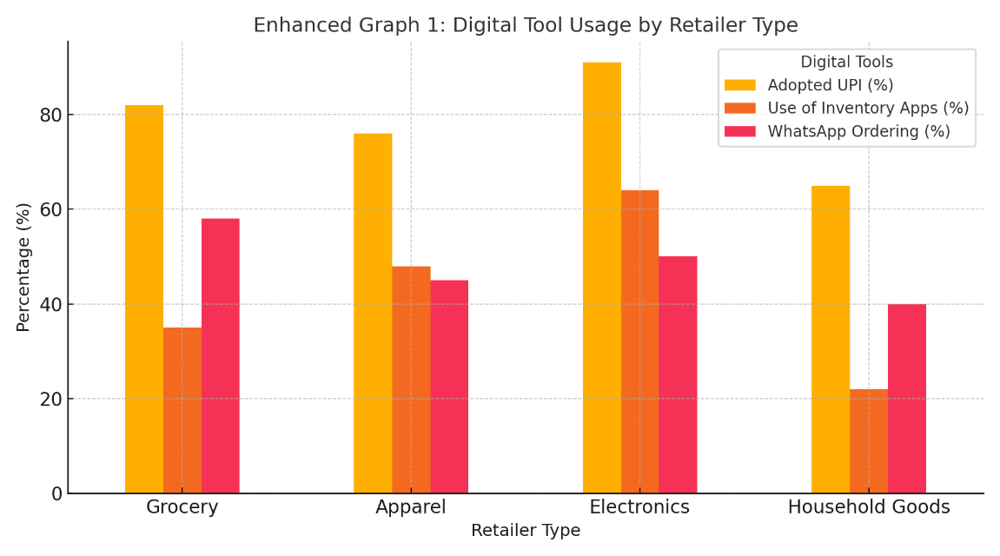 Enhanced Graph 1: Digital Tool Usage by Retailer Type
Digital Tools
Adopted UPI (%)
Use of Inventory Apps (%)
WhatsApp Ordering (%)
Percentage (%)
80
60
40
20
0
Grocery Apparel Electronics Household Goods
Retailer Type